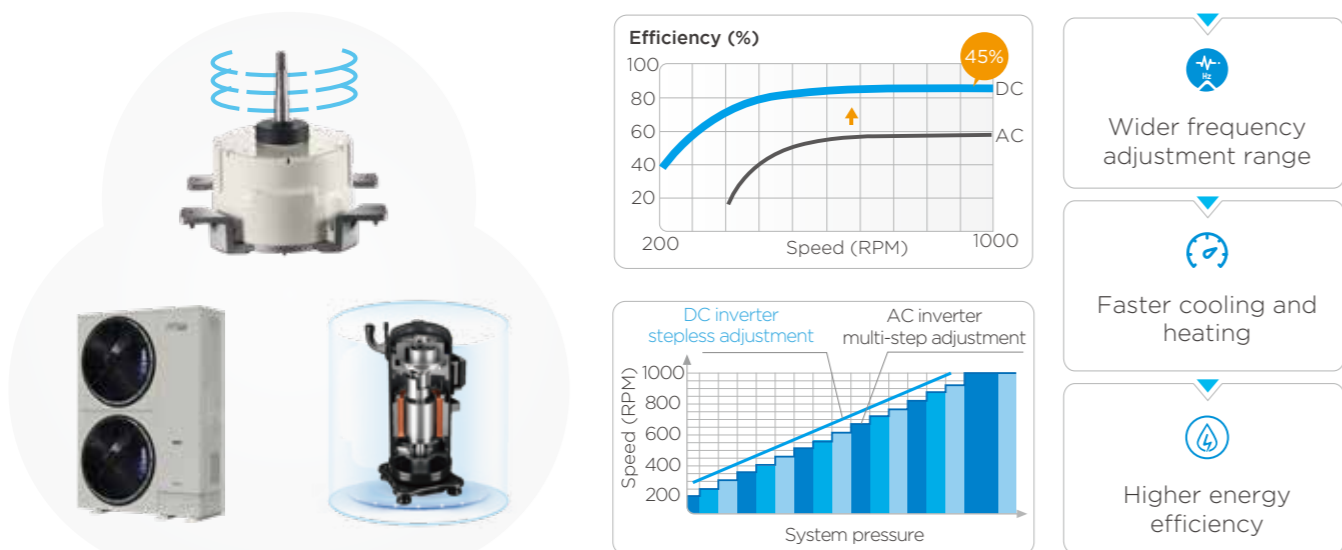 Efficiency (%)
45%
100
80
60
40
20
DC
AC
200
Speed (RPM)
1000
DC inverter
stepless adjustment
AC inverter
multi-step adjustment
Speed (RPM)
1000
800
600
400
200
System pressure
Hz
Wider frequency
adjustment range
Faster cooling and
heating
Higher energy
efficiency